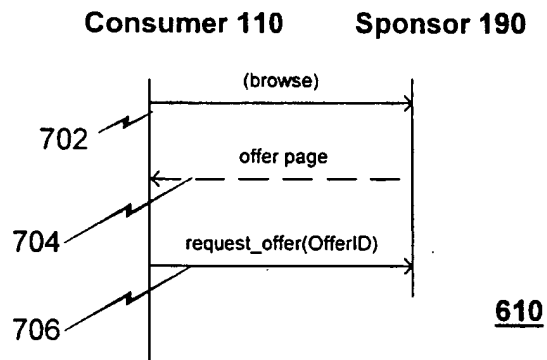 Consumer 110 Sponsor 190
(browse)
702
offer page
704
request_offer(OfferID)
706
610